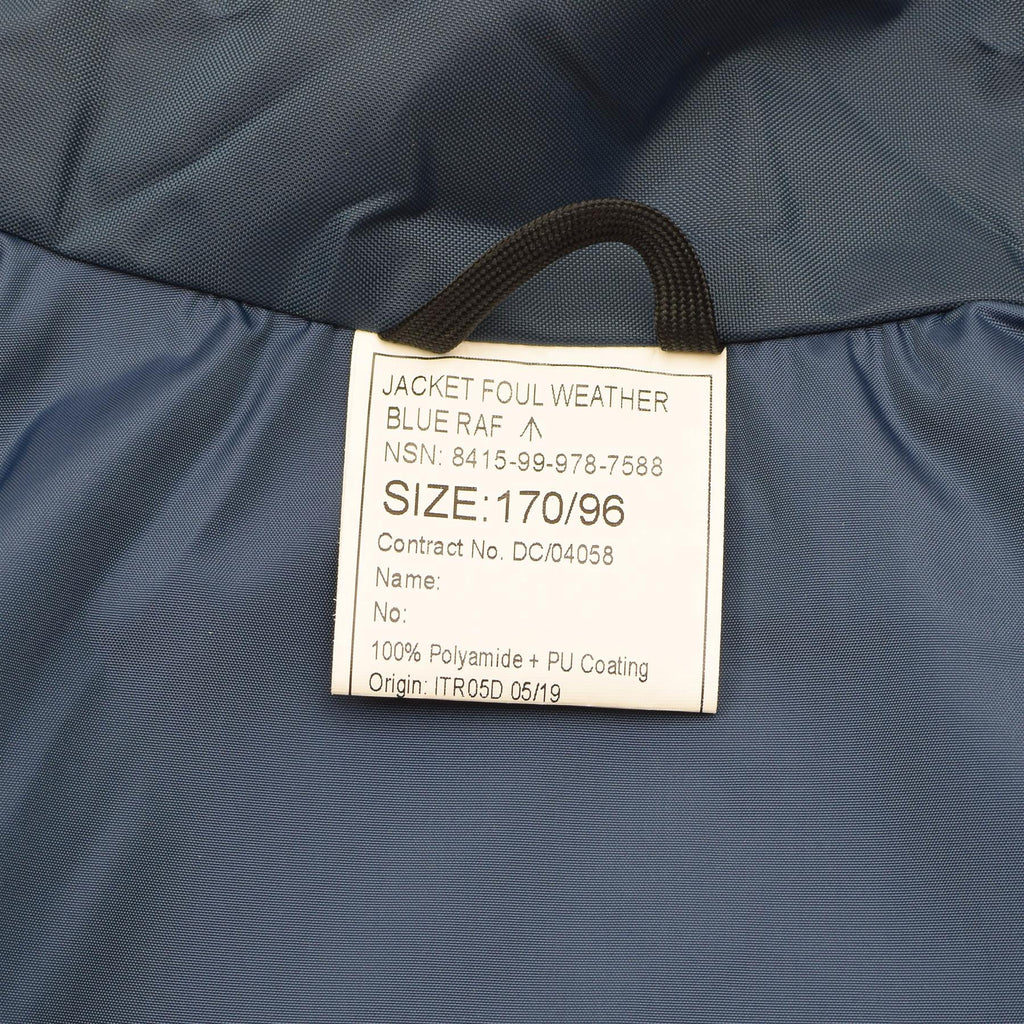 JACKET FOUL WEATHER
BLUE RAF
NSN: 8415-99-978-7588
SIZE:170/96
Contract No. DC/04058
Name:
No:
100% Polyamide + PU Coating
Origin: ITR05D 05/19